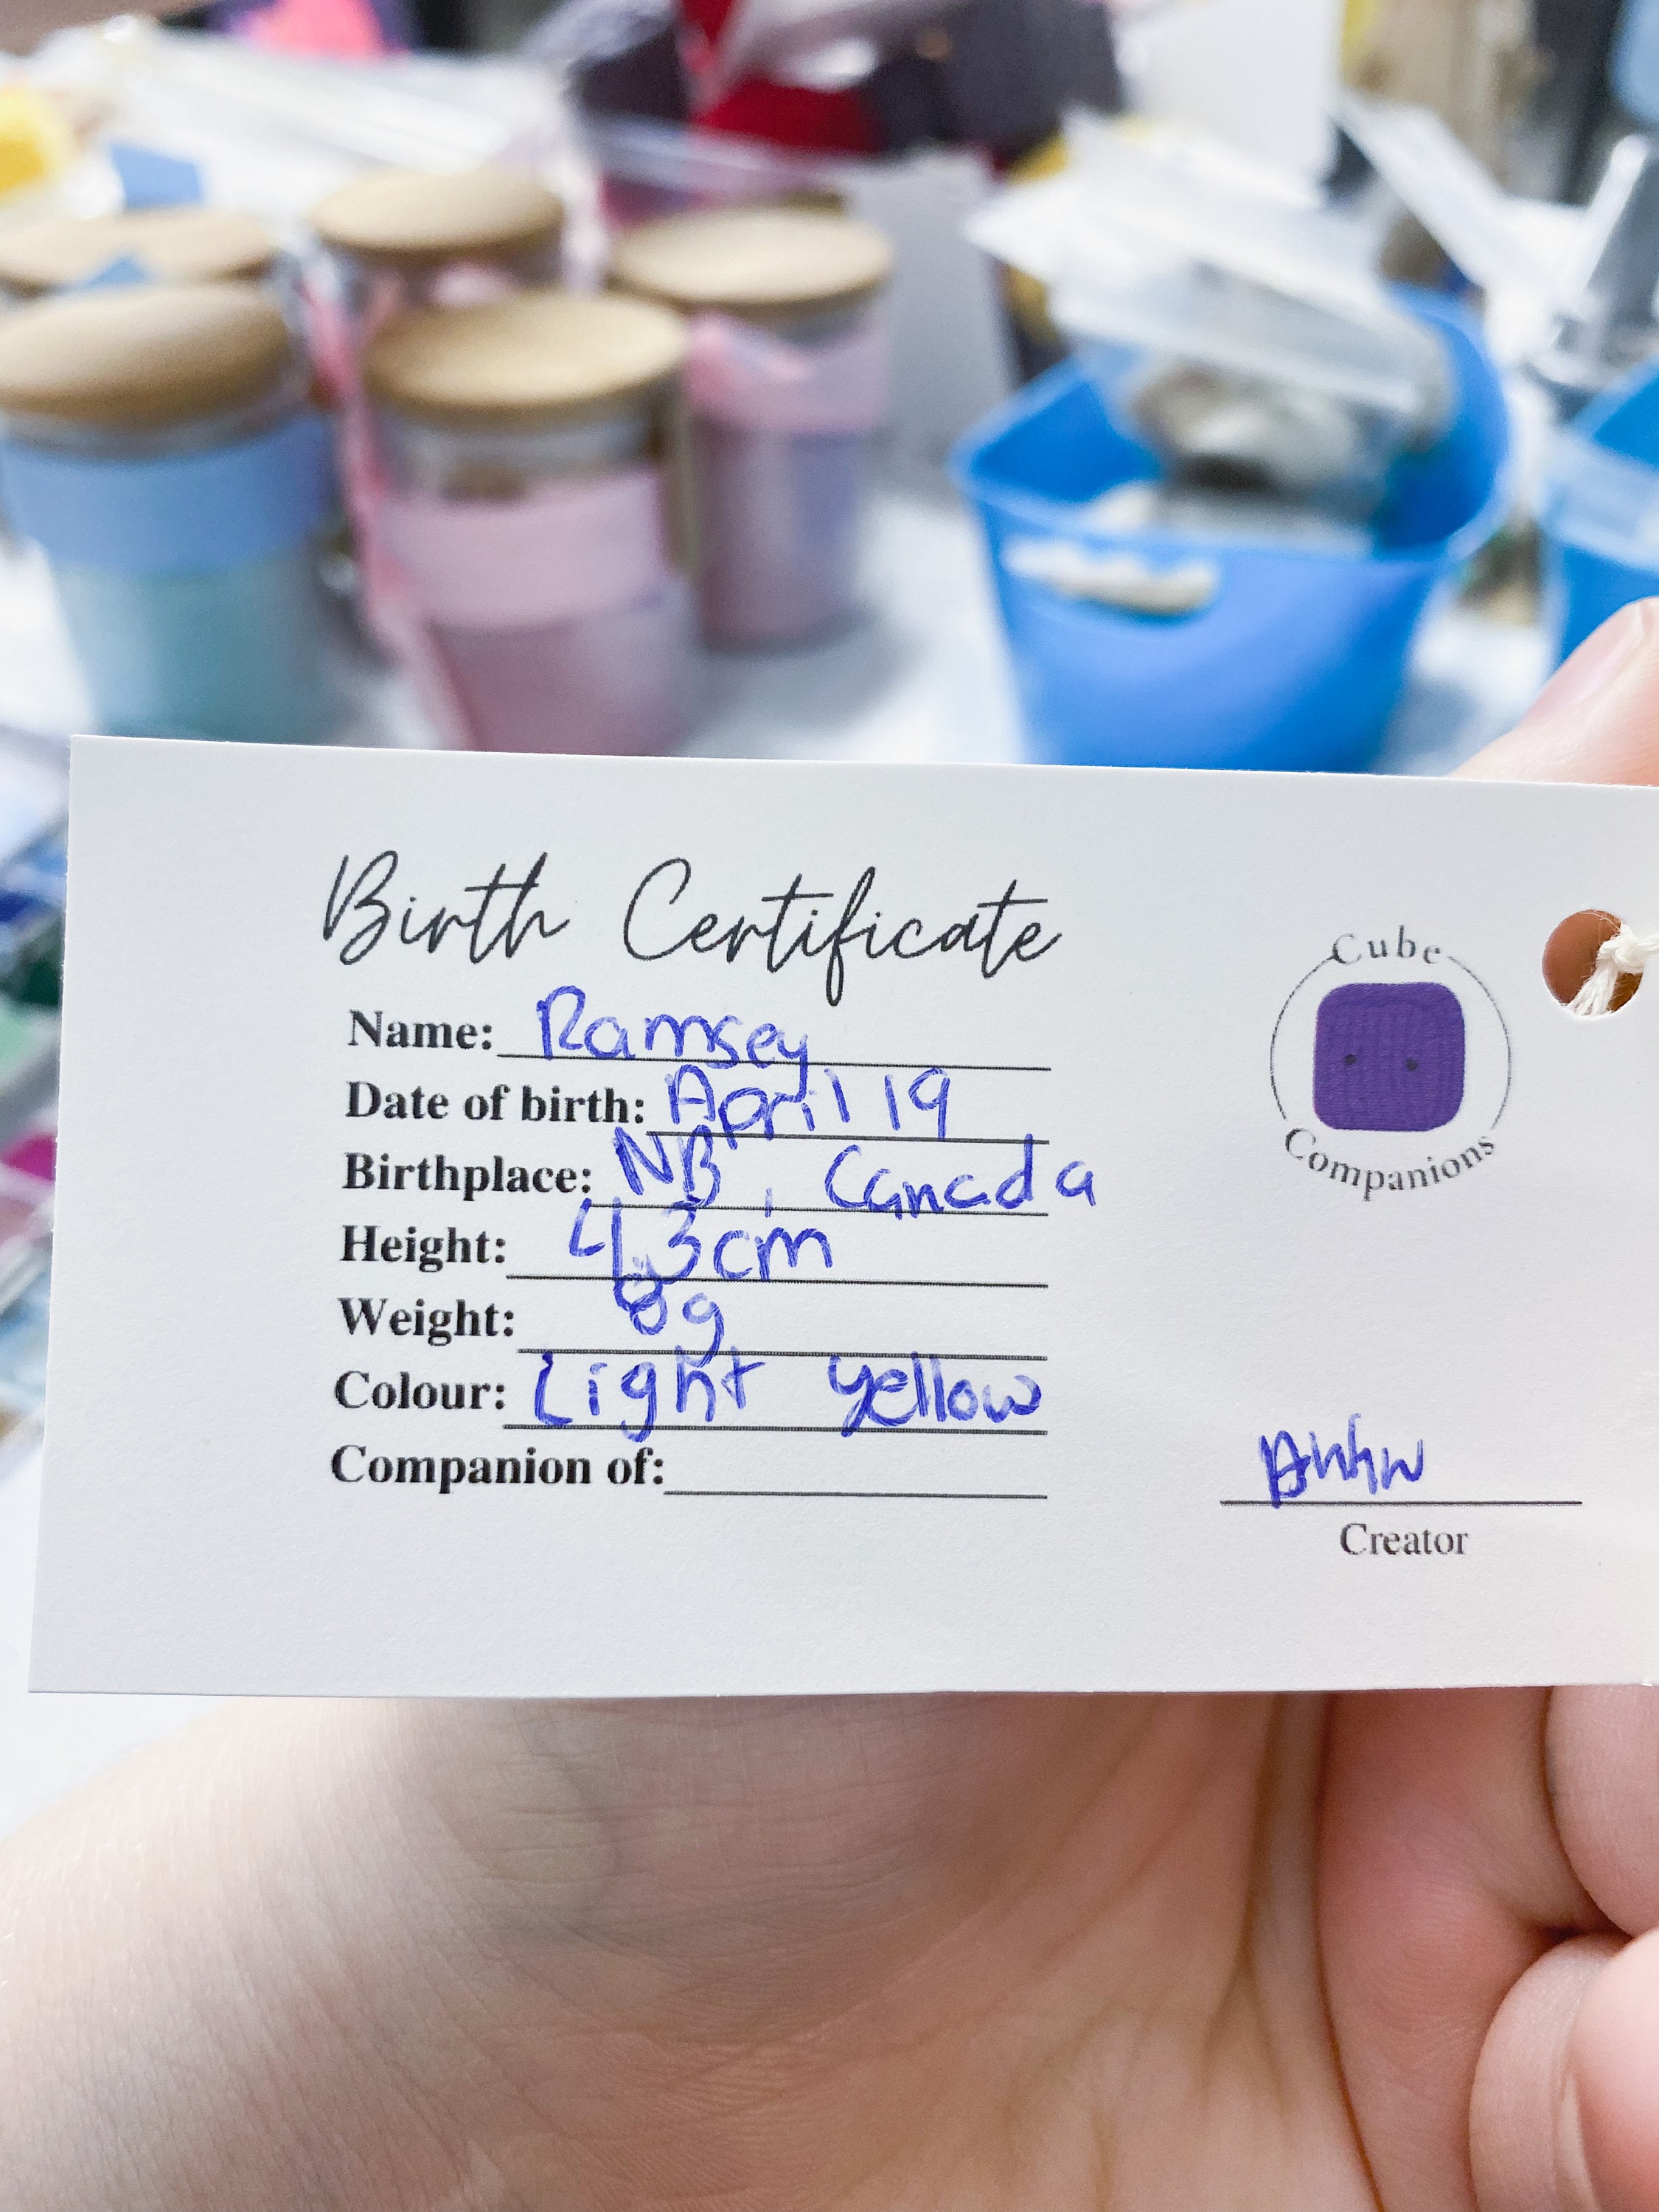 Birth Certificate
Name: Ramsey
Date of birth: April 19
Birthplace: NB, Canada
Height: 4.3cm
Weight: 8g
Colour: Light yellow
Companion of:
Cube
Companions
Creator